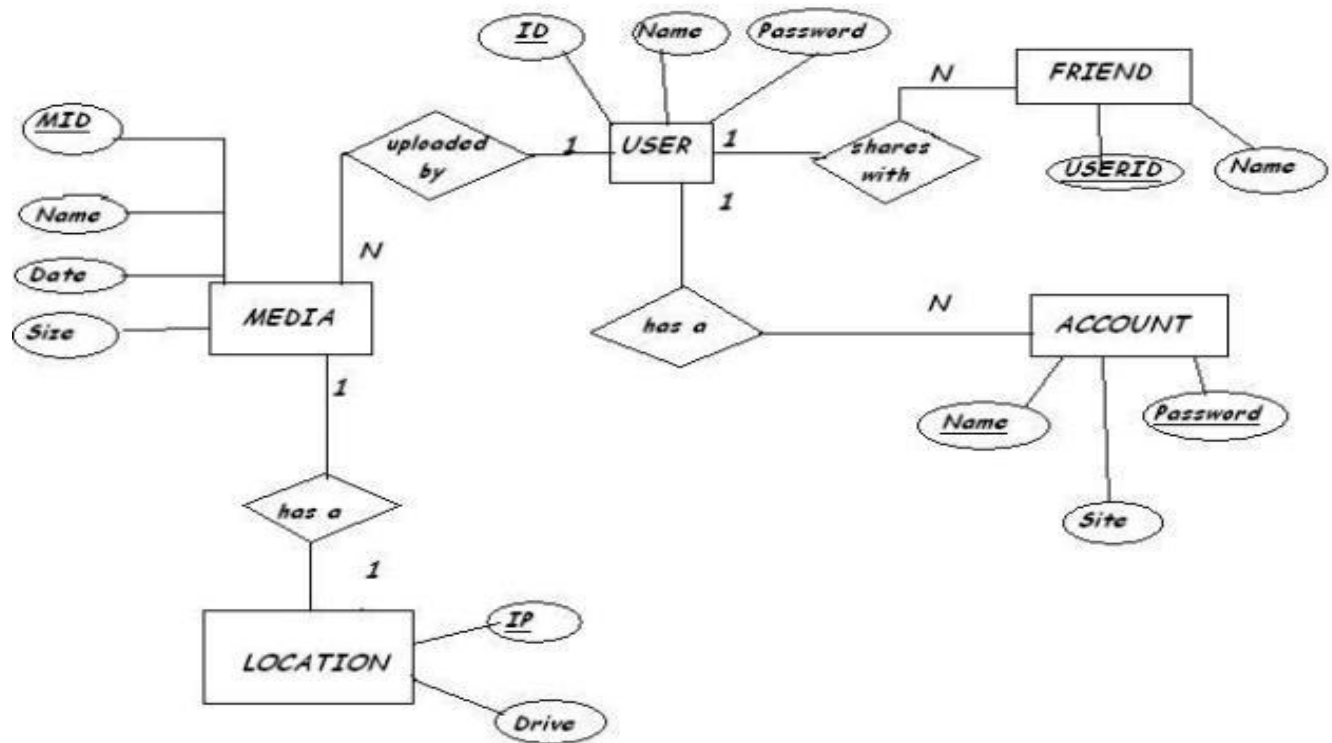 ID
Name
Password
N
FRIEND
MID
uploaded
by
1
USER
1
shares
with
USERID
Name
Name
1
N
Date
MEDIA
Size
has a
N
ACCOUNT
1
Name
Password
has a
Site
1
IP
LOCATION
Drive